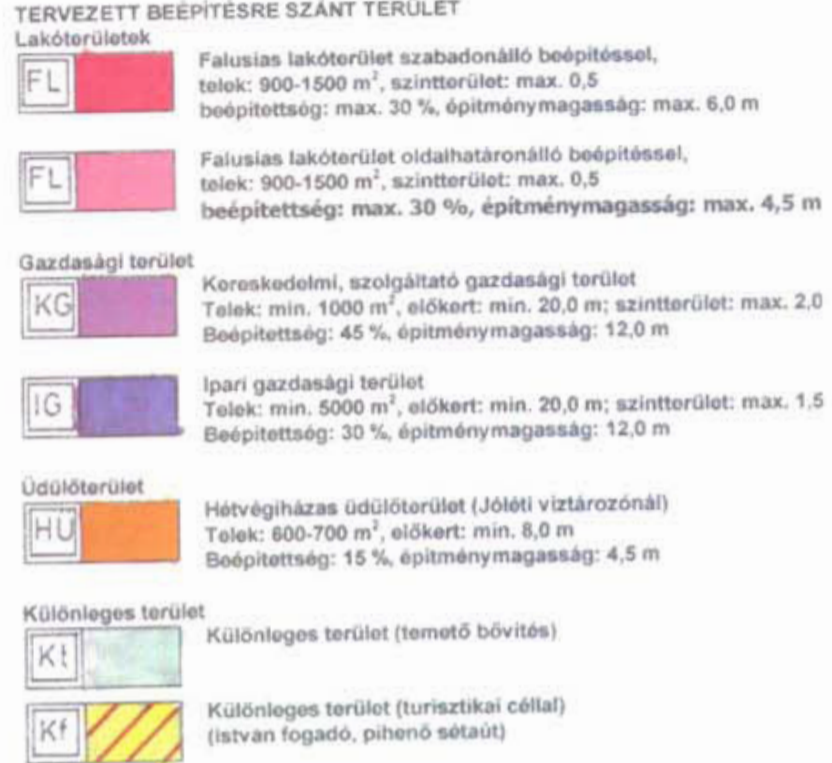 TERVEZETT BEÉPÍTÉSRE SZÁNT TERÜLET
Lakóterületek
FL
Falusias lakóterület szabadonálló beépítéssel,
telek: 900-1500 m², szintterület: max. 0,5
beépítettség: max. 30 %, építménymagasság: max. 6,0 m
FL
Falusias lakóterület oldalhatáronálló beépítéssel,
telek: 900-1500 m², szintterület: max. 0,5
beépítettség: max. 30 %, építménymagasság: max. 4,5 m
Gazdasági terület
KG
Kereskedelmi, szolgáltató gazdasági terület
Telek: min. 1000 m², előkert: min. 20,0 m; szintterület: max. 2,0
Beépítettség: 45 %, építménymagasság: 12,0 m
IG
Ipari gazdasági terület
Telek: min. 5000 m², előkert: min. 20,0 m; szintterület: max. 1,5
Beépítettség: 30 %, építménymagasság: 12,0 m
Üdülőterület
HÜ
Hétvégiházas üdülőterület (Jóléti víztározónál)
Telek: 600-700 m², előkert: min. 8,0 m
Beépítettség: 15 %, építménymagasság: 4,5 m
Különleges terület
Kt
Különleges terület (temető bővítés)
Kf
Különleges terület (turisztikai céllal)
(istván fogadó, pihenő sétaút)